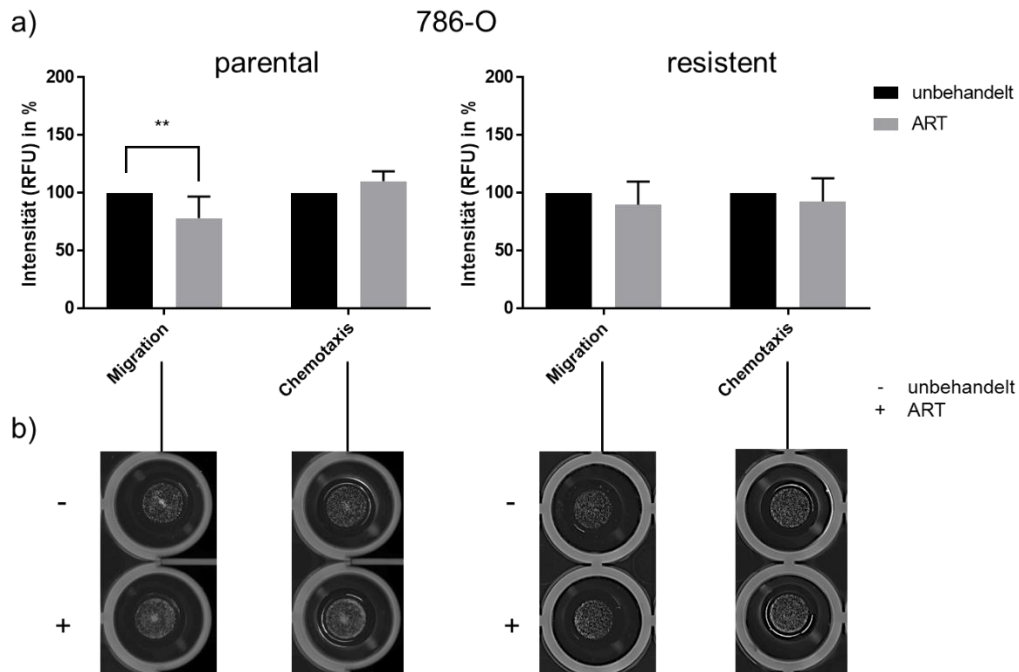 a)
786-O
parental
resistent
200
150
100
50
0
Intensität (RFU) in %
**
Migration
Chemotaxis
200
150
100
50
0
Intensität (RFU) in %
Migration
Chemotaxis
unbehandelt
ART
- unbehandelt
+ ART
b)
-
+
-
+